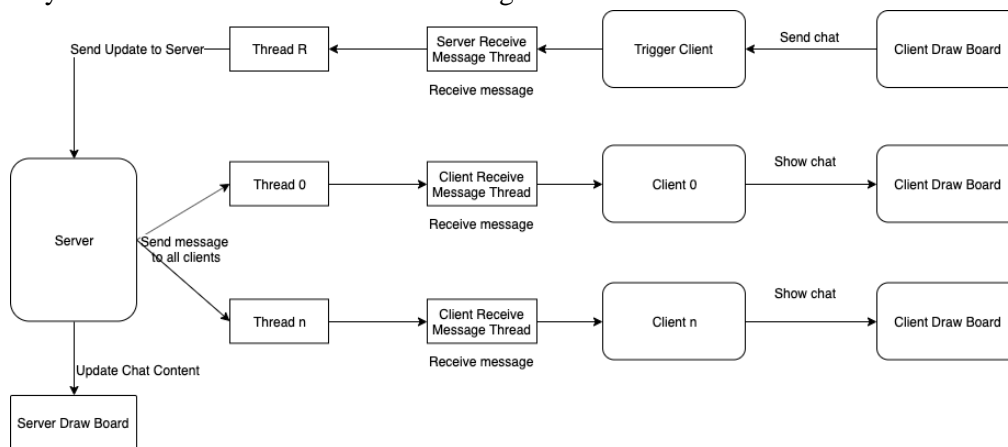 Send Update to Server
Thread R
Server Receive
Message Thread
Receive message
Trigger Client
Send chat
Client Draw Board
Server
Send message
to all clients
Thread 0
Client Receive
Message Thread
Receive message
Client 0
Show chat
Client Draw Board
Thread n
Client Receive
Message Thread
Receive message
Client n
Show chat
Client Draw Board
Update Chat Content
Server Draw Board